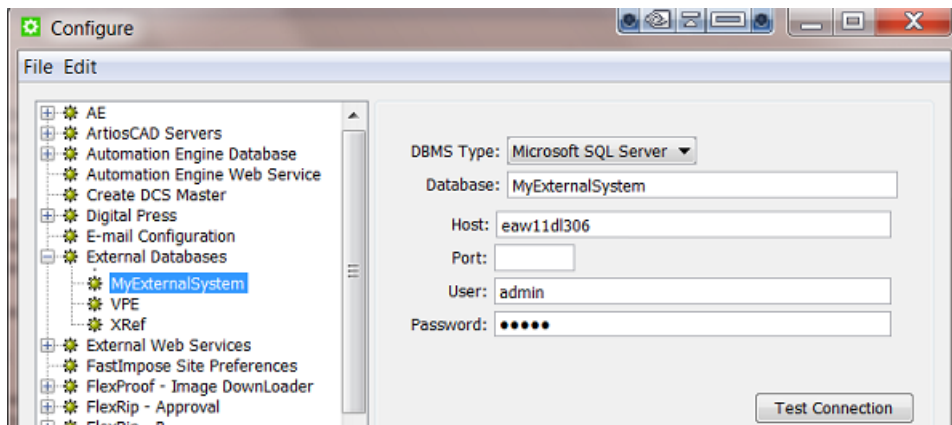 Configure
File Edit
AE
ArtiosCAD Servers
Automation Engine Database
Automation Engine Web Service
Create DCS Master
Digital Press
E-mail Configuration
External Databases
MyExternalSystem
VPE
XRef
External Web Services
FastImpose Site Preferences
FlexProof - Image DownLoader
FlexRip - Approval
DBMS Type: Microsoft SQL Server
Database: MyExternalSystem
Host: eaw11dl306
Port:
User: admin
Password: •••••
Test Connection